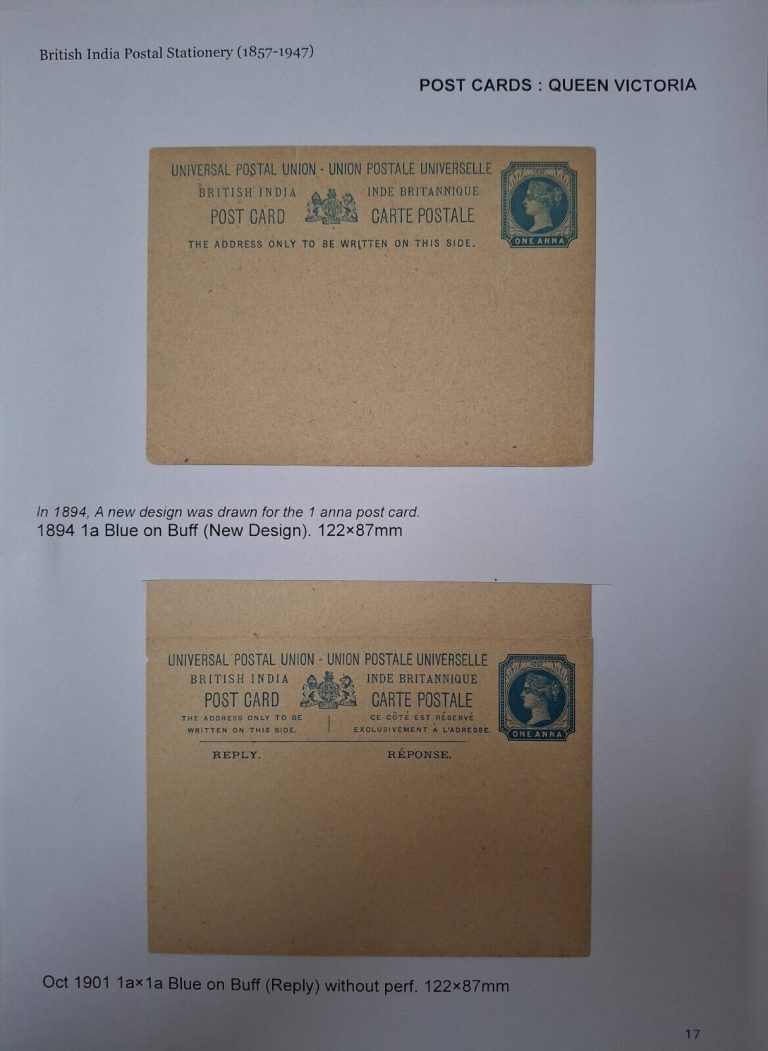 British India Postal Stationery (1857-1947)
POST CARDS : QUEEN VICTORIA
UNIVERSAL POSTAL UNION - UNION POSTALE UNIVERSELLE
BRITISH INDIA INDE BRITANNIQUE
POST CARD CARTE POSTALE
THE ADDRESS ONLY TO BE WRITTEN ON THIS SIDE.
ONE ANNA
In 1894, A new design was drawn for the 1 anna post card.
1894 1a Blue on Buff (New Design). 122×87mm
UNIVERSAL POSTAL UNION - UNION POSTALE UNIVERSELLE
BRITISH INDIA INDE BRITANNIQUE
POST CARD CARTE POSTALE
THE ADDRESS ONLY TO BE CE CÔTÉ EST RÉSERVÉ
WRITTEN ON THIS SIDE. EXCLUSIVEMENT A L'ADRESSE.
ONE ANNA
REPLY. RÉPONSE.
Oct 1901 1a×1a Blue on Buff (Reply) without perf. 122×87mm
17